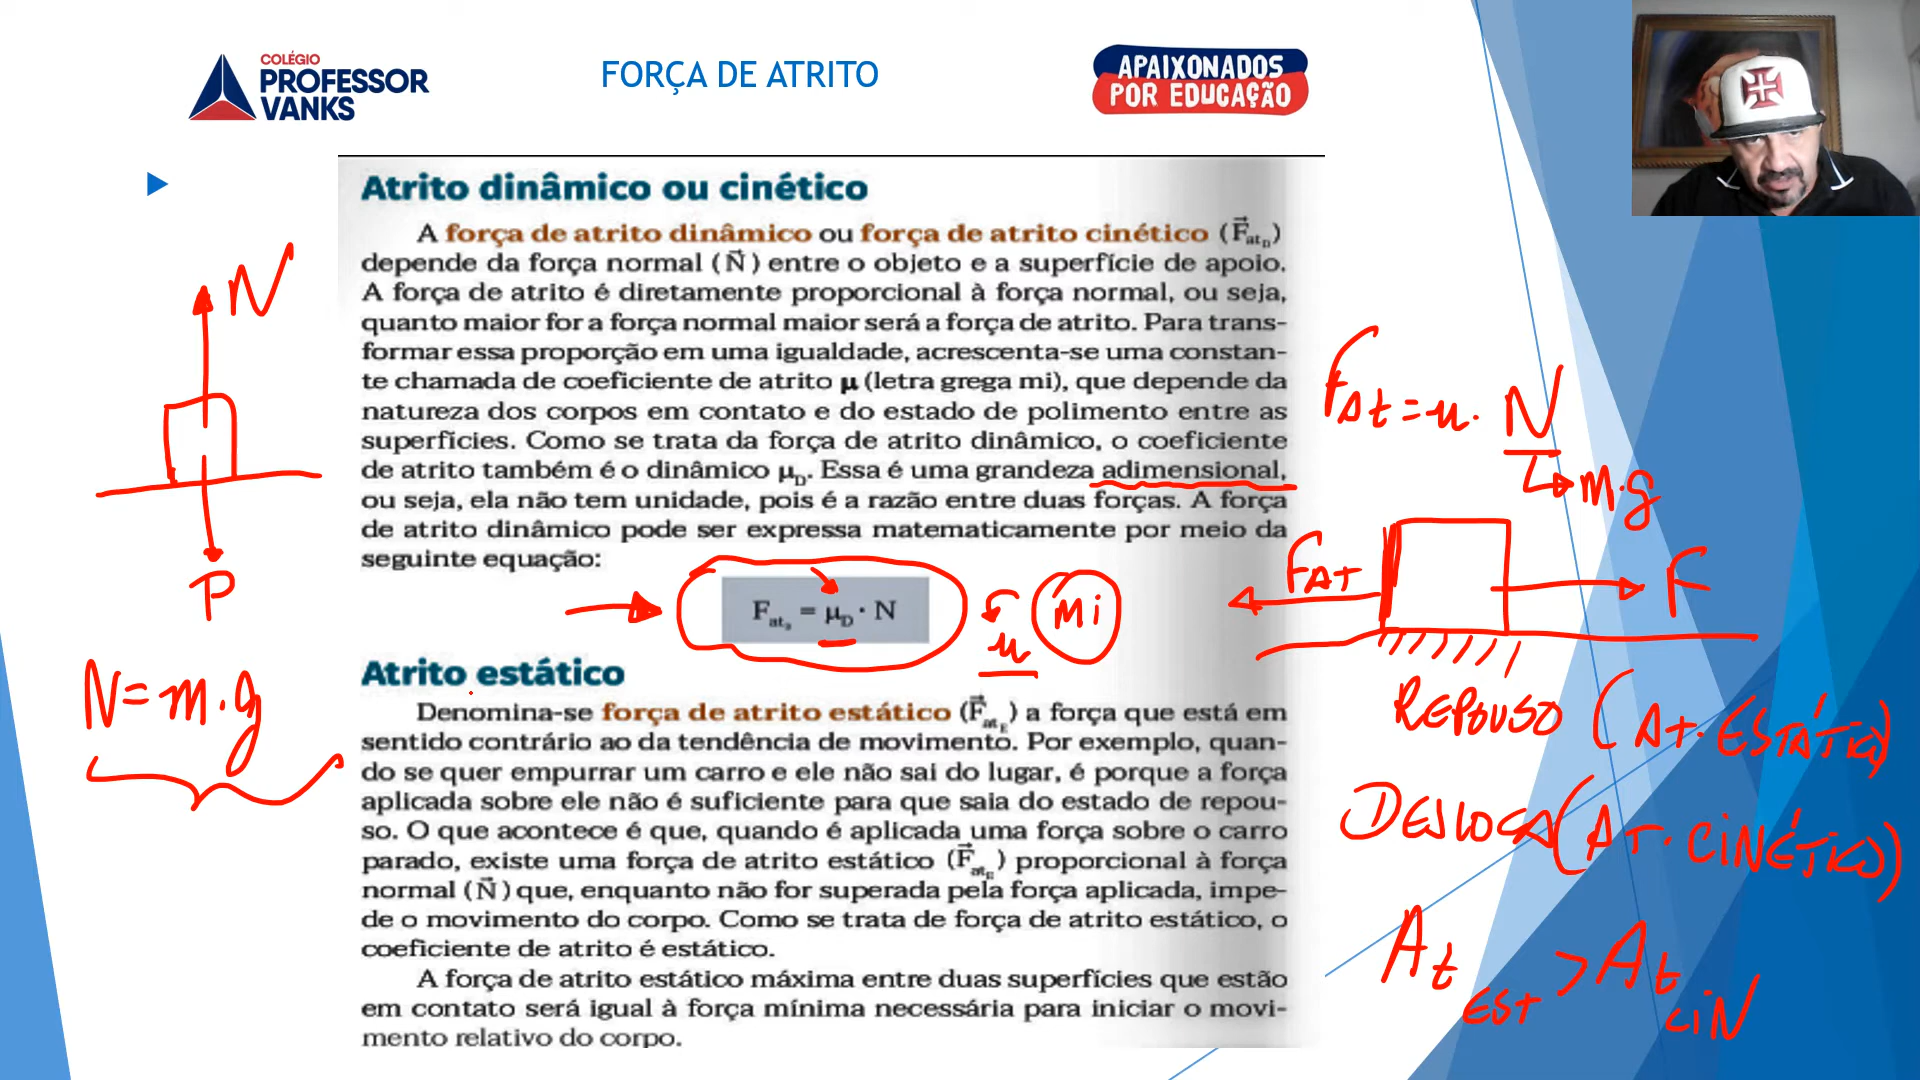 COLÉGIO
PROFESSOR
VANKS
FORÇA DE ATRITO
APAIXONADOS
POR EDUCAÇÃO
Atrito dinâmico ou cinético
A força de atrito dinâmico ou força de atrito cinético (F⃗at_D)
depende da força normal (N⃗) entre o objeto e a superfície de apoio.
A força de atrito é diretamente proporcional à força normal, ou seja,
quanto maior for a força normal maior será a força de atrito. Para trans-
formar essa proporção em uma igualdade, acrescenta-se uma constan-
te chamada de coeficiente de atrito μ (letra grega mi), que depende da
natureza dos corpos em contato e do estado de polimento entre as
superfícies. Como se trata da força de atrito dinâmico, o coeficiente
de atrito também é o dinâmico μ_D. Essa é uma grandeza adimensional,
ou seja, ela não tem unidade, pois é a razão entre duas forças. A força
de atrito dinâmico pode ser expressa matematicamente por meio da
seguinte equação:
F_at_D = μ_D · N
μ
Mi
Atrito estático
Denomina-se força de atrito estático (F⃗at_E) a força que está em
sentido contrário ao da tendência de movimento. Por exemplo, quan-
do se quer empurrar um carro e ele não sai do lugar, é porque a força
aplicada sobre ele não é suficiente para que saia do estado de repou-
so. O que acontece é que, quando é aplicada uma força sobre o carro
parado, existe uma força de atrito estático (F⃗at_E) proporcional à força
normal (N⃗) que, enquanto não for superada pela força aplicada, impe-
de o movimento do corpo. Como se trata de força de atrito estático, o
coeficiente de atrito é estático.
A força de atrito estático máxima entre duas superfícies que estão
em contato será igual à força mínima necessária para iniciar o movi-
mento relativo do corpo.
N
P
N = m.g
FAt = μ. N
m.g
FAT
F
REPOUSO (AT. ESTÁTICO)
DESLOCA (AT. CINÉTICO)
At EST > At CIN